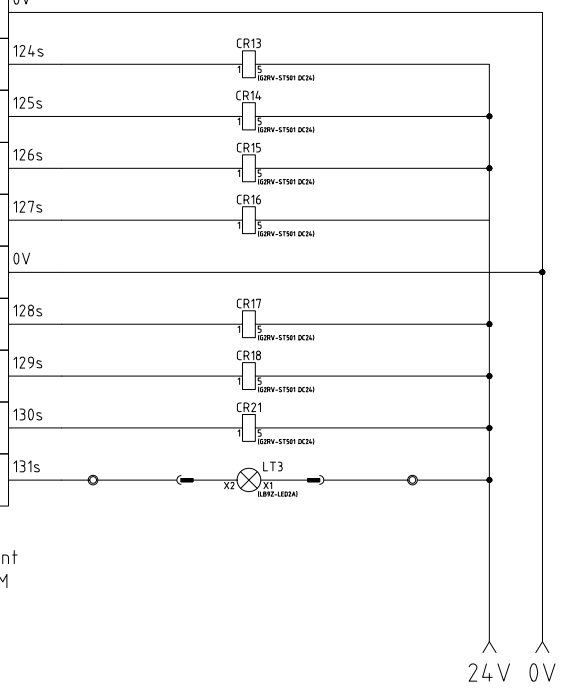 0V
124s
CR13
1 5
(G2RV-ST501 DC24)
125s
CR14
1 5
(G2RV-ST501 DC24)
126s
CR15
1 5
(G2RV-ST501 DC24)
127s
CR16
1 5
(G2RV-ST501 DC24)
0V
128s
CR17
1 5
(G2RV-ST501 DC24)
129s
CR18
1 5
(G2RV-ST501 DC24)
130s
CR21
1 5
(G2RV-ST501 DC24)
131s
LT3
X2 X1
(LB9Z-LED2A)
nt
M
24V 0V